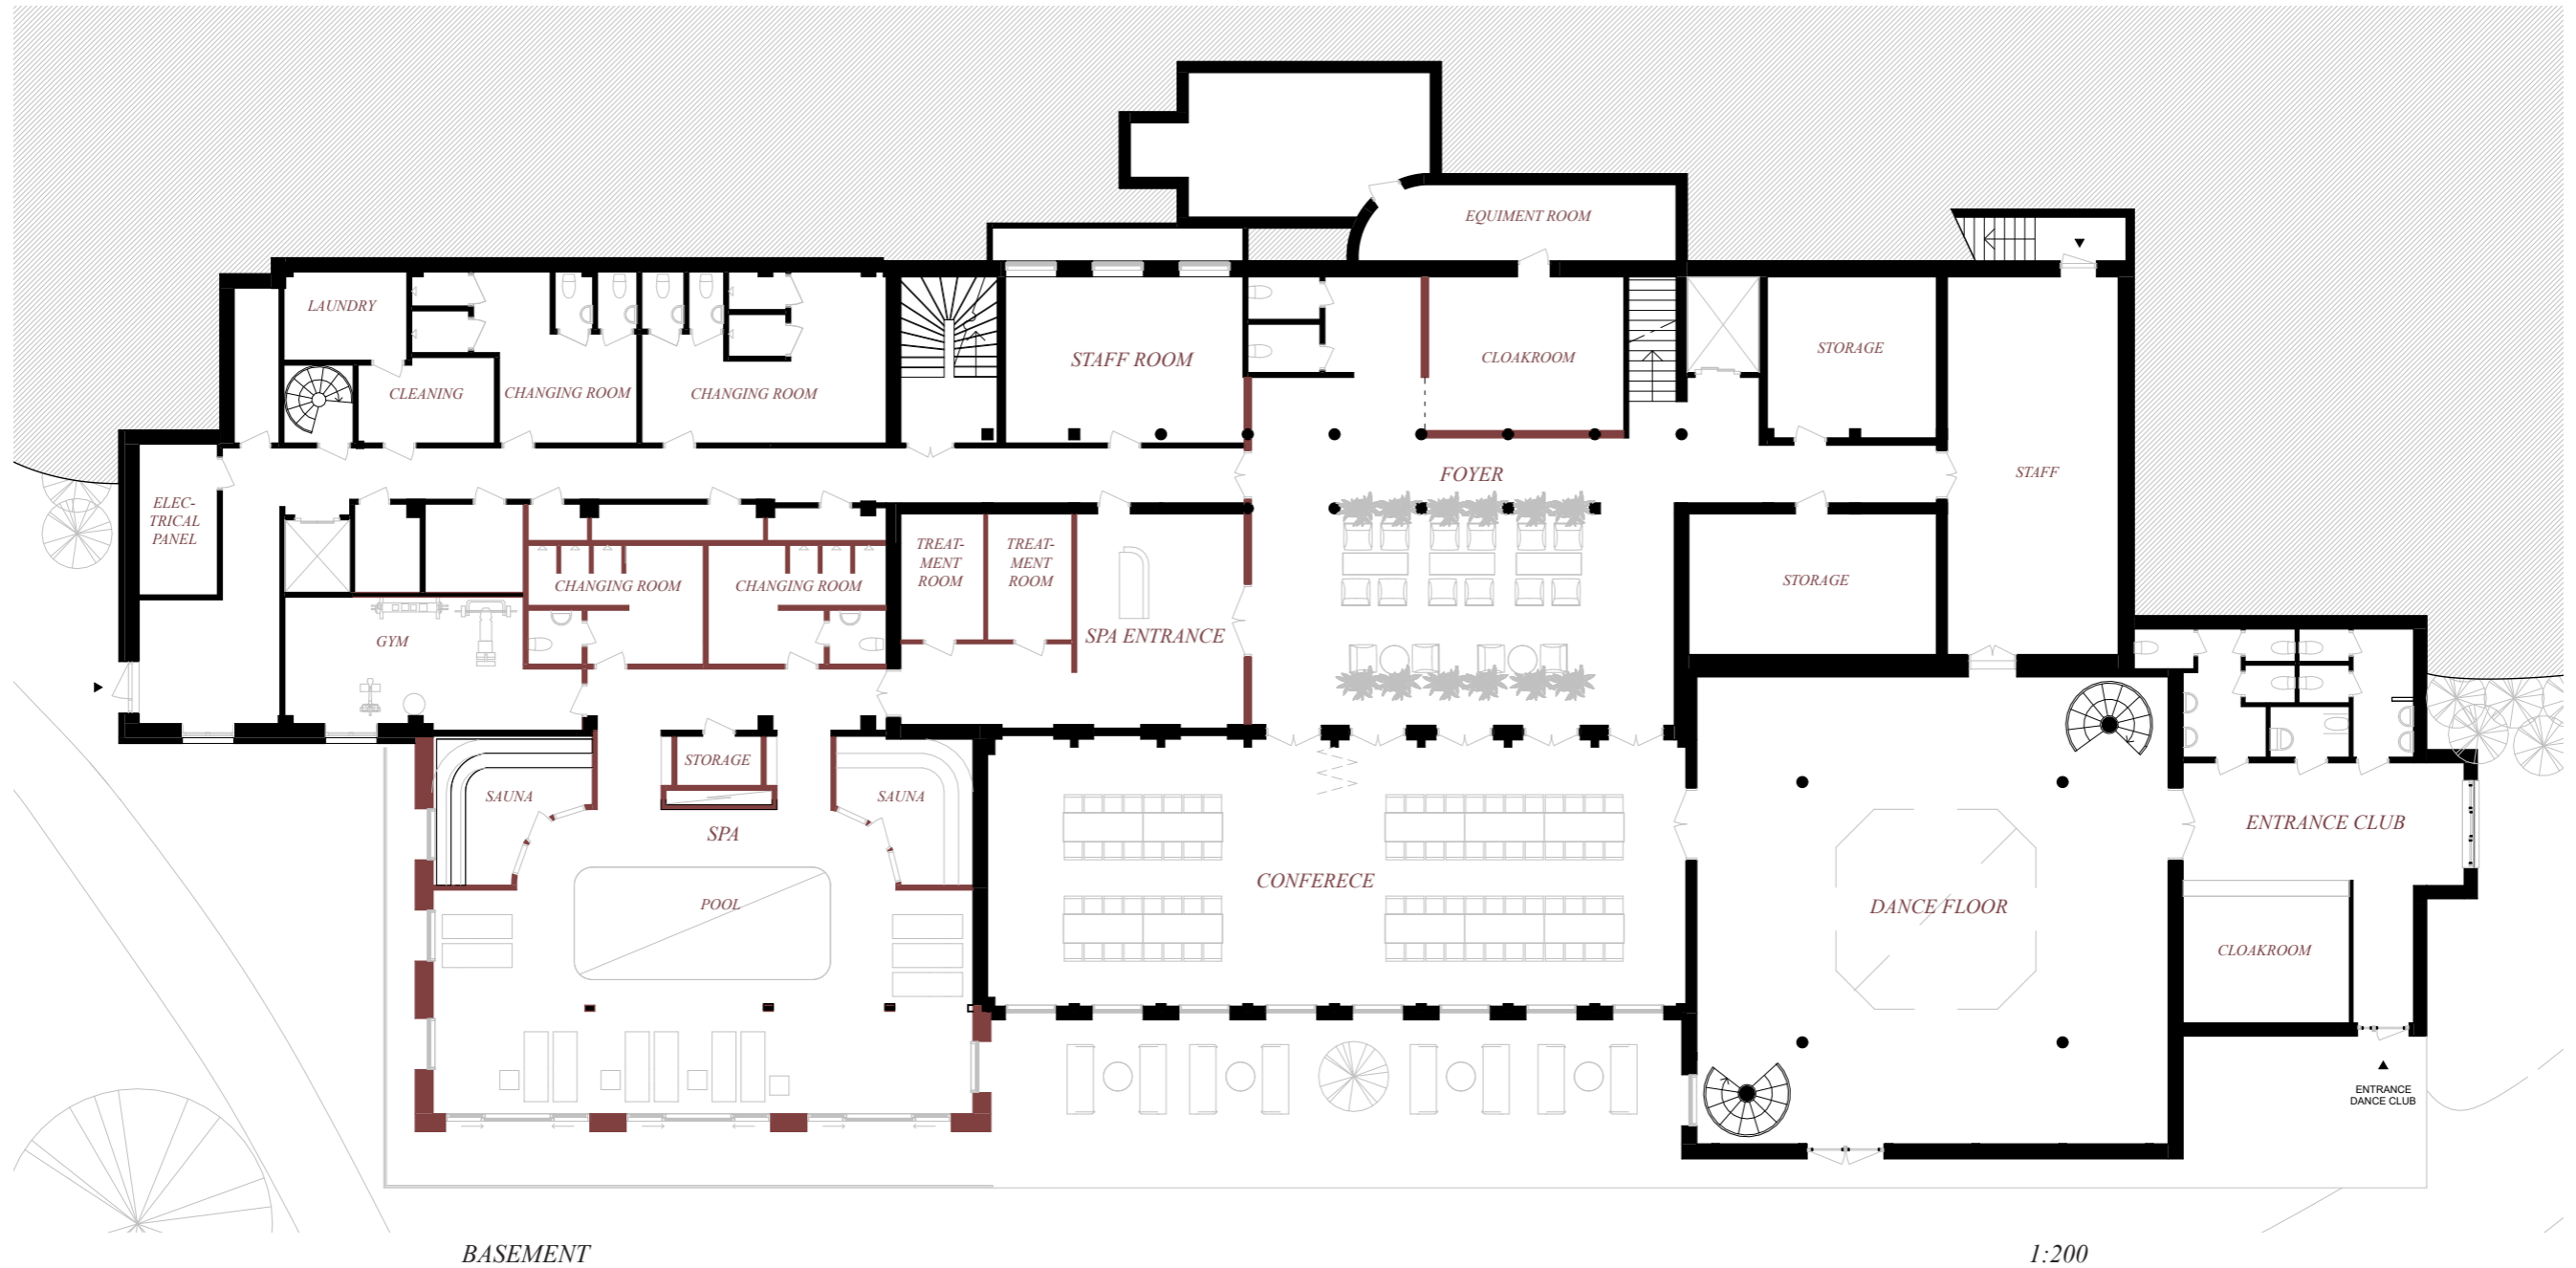 EQUIMENT ROOM
LAUNDRY
STAFF ROOM
CLOAKROOM
STORAGE
CLEANING
CHANGING ROOM
CHANGING ROOM
FOYER
STAFF
ELEC-
TRICAL
PANEL
TREAT-
MENT
ROOM
TREAT-
MENT
ROOM
CHANGING ROOM
CHANGING ROOM
STORAGE
GYM
SPA ENTRANCE
STORAGE
SAUNA
SAUNA
SPA
ENTRANCE CLUB
CONFERECE
POOL
DANCE FLOOR
CLOAKROOM
ENTRANCE
DANCE CLUB
BASEMENT
1:200